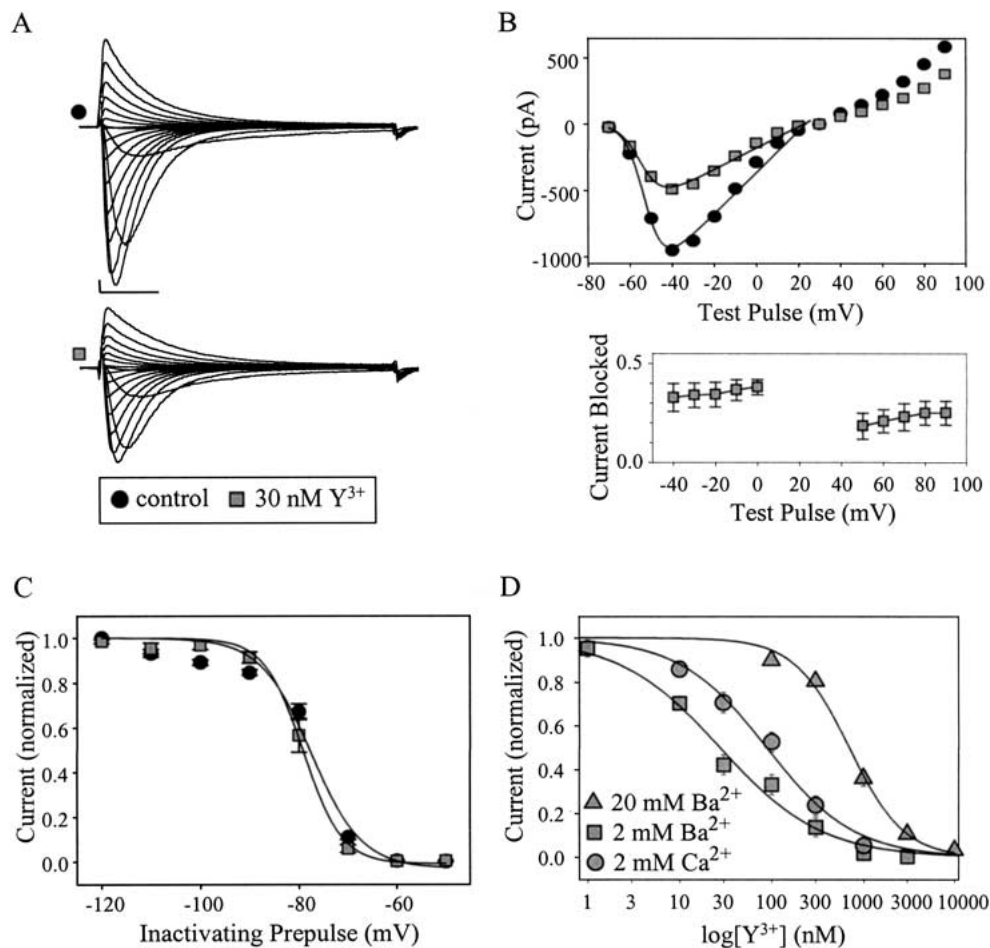 A
● control ■ 30 nM Y³⁺
B
Current (pA)
500
0
-500
-1000
-80 -60 -40 -20 0 20 40 60 80 100
Test Pulse (mV)
Current Blocked
0.5
0.0
-40 -20 0 20 40 60 80
Test Pulse (mV)
C
Current (normalized)
1.0
0.8
0.6
0.4
0.2
0.0
-120 -100 -80 -60
Inactivating Prepulse (mV)
D
Current (normalized)
1.0
0.8
0.6
0.4
0.2
0.0
20 mM Ba²⁺
2 mM Ba²⁺
2 mM Ca²⁺
1 3 10 30 100 300 1000 3000 10000
log[Y³⁺] (nM)